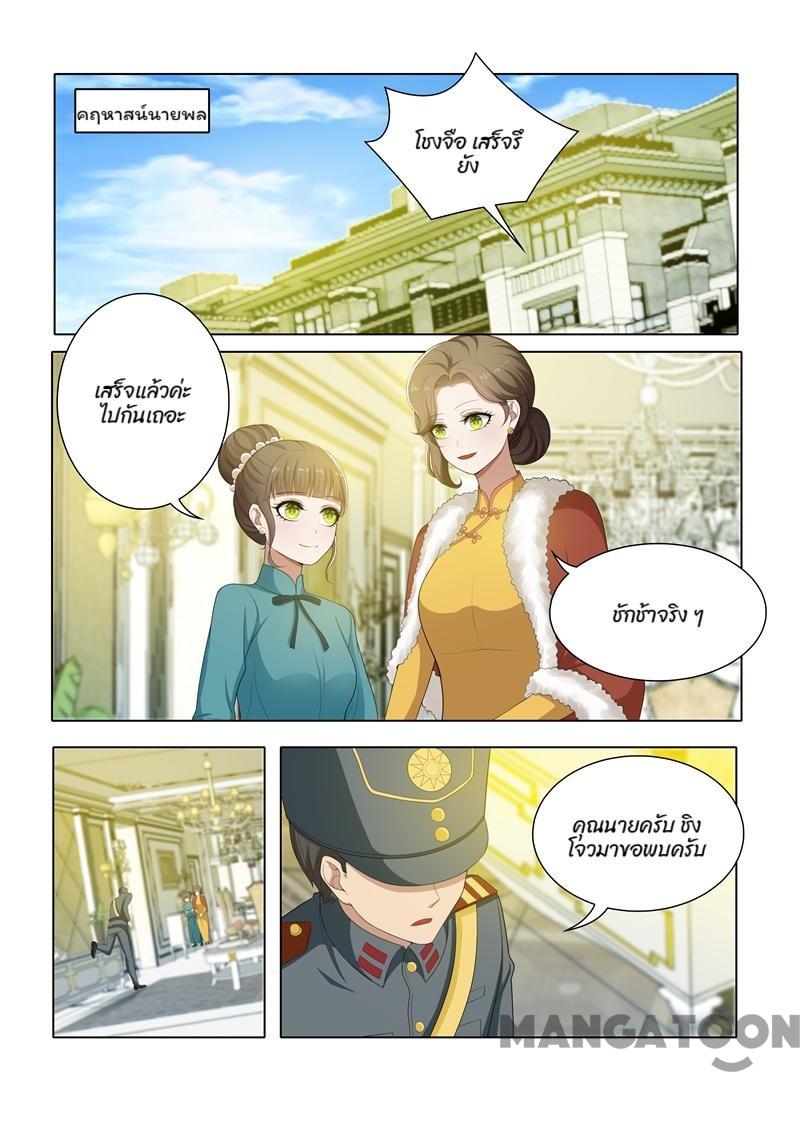 คฤหาสน์นายพล
โชงจือ เสร็จรึ
ยัง
เสร็จแล้วค่ะ
ไปกันเถอะ
ชักช้าจริง ๆ
คุณนายครับ ชิง
โจวมาขอพบครับ
MANGATOON